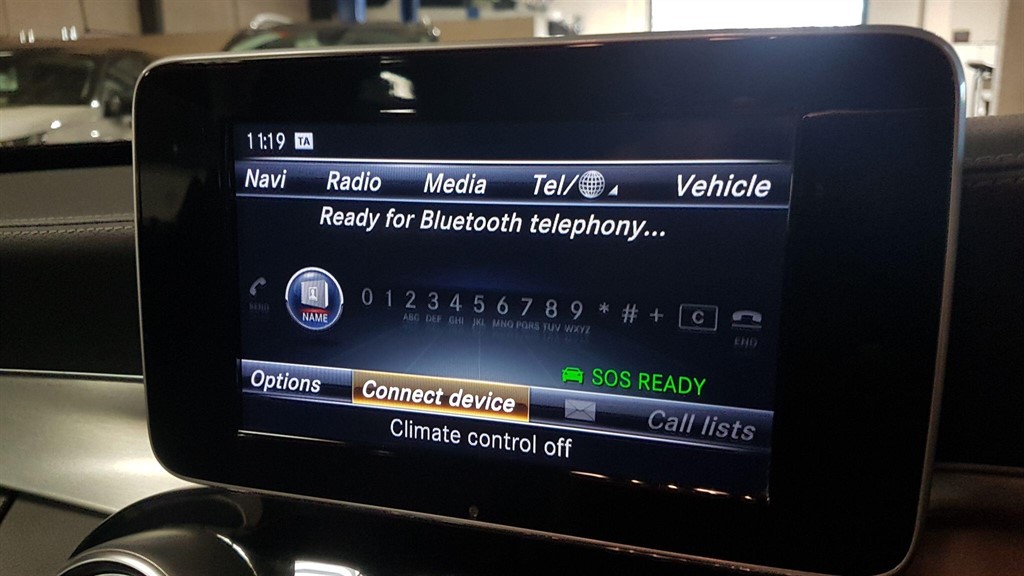 11:19 TA
Navi Radio Media Tel/ Vehicle
Ready for Bluetooth telephony...
0 1 2 3 4 5 6 7 8 9 * # + C
SEND NAME ABC DEF GHI JKL MNO PQRS TUV WXYZ END
SOS READY
Options Connect device Call lists
Climate control off